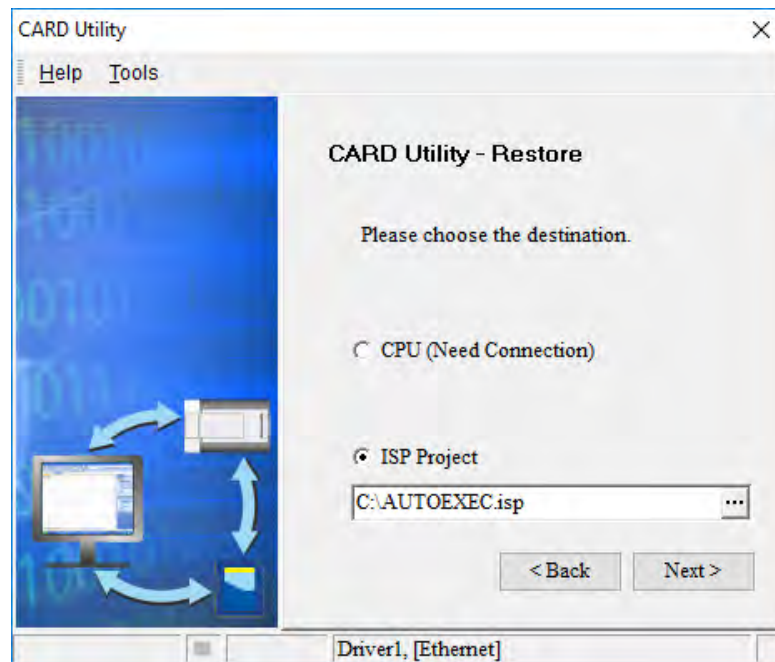 CARD Utility
Help Tools
CARD Utility - Restore
Please choose the destination.
CPU (Need Connection)
ISP Project
C:\AUTOEXEC.isp ...
< Back Next >
Driver1, [Ethernet]